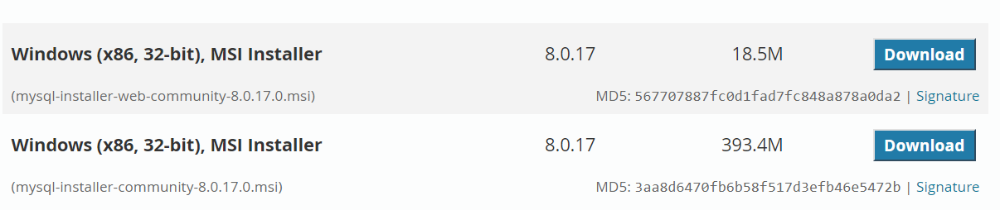 Windows (x86, 32-bit), MSI Installer 8.0.17 18.5M Download
(mysql-installer-web-community-8.0.17.0.msi) MD5: 567707887fc0d1fad7fc848a878a0da2 | Signature
Windows (x86, 32-bit), MSI Installer 8.0.17 393.4M Download
(mysql-installer-community-8.0.17.0.msi) MD5: 3aa8d6470fb6b58f517d3efb46e5472b | Signature